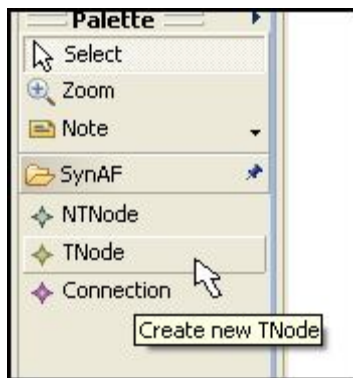 Palette
Select
Zoom
Note
SynAF
NTNode
TNode
Connection
Create new TNode